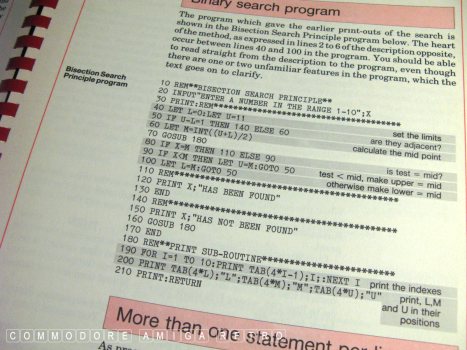 Binary search program
The program which gave the earlier print-outs of the search is
shown in the Bisection Search Principle program below. The heart
of the method, as expressed in lines 2 to 6 of the description opposite,
occur between lines 40 and 100 in the program. You should be able
to read straight from the description to the program, even though
there are one or two unfamiliar features in the program, which the
text goes on to clarify.
Bisection Search
Principle program
10 REM**BISECTION SEARCH PRINCIPLE**
20 INPUT"ENTER A NUMBER IN THE RANGE 1-10";X
30 PRINT:REM************************************
40 LET L=0:LET U=11 set the limits
50 IF U-L=1 THEN 140 ELSE 60 are they adjacent?
60 LET M=INT((U+L)/2) calculate the mid point
70 GOSUB 180
80 IF X=M THEN 110 ELSE 90 is test = mid?
90 IF X<M THEN LET U=M:GOTO 50 test < mid, make upper = mid
100 LET L=M:GOTO 50 otherwise make lower = mid
110 REM****************************************
120 PRINT X;"HAS BEEN FOUND"
130 END
140 REM****************************************
150 PRINT X;"HAS NOT BEEN FOUND"
160 GOSUB 180
170 END
180 REM**PRINT SUB-ROUTINE*********************
190 FOR I=1 TO 10:PRINT TAB(4*I-1);I;:NEXT I print the indexes
200 PRINT TAB(4*L);"L";TAB(4*M);"M";TAB(4*U);"U" print, L,M
210 PRINT:RETURN and U in their
positions
More than one statement per
COMMODORE AMIGA RETRO